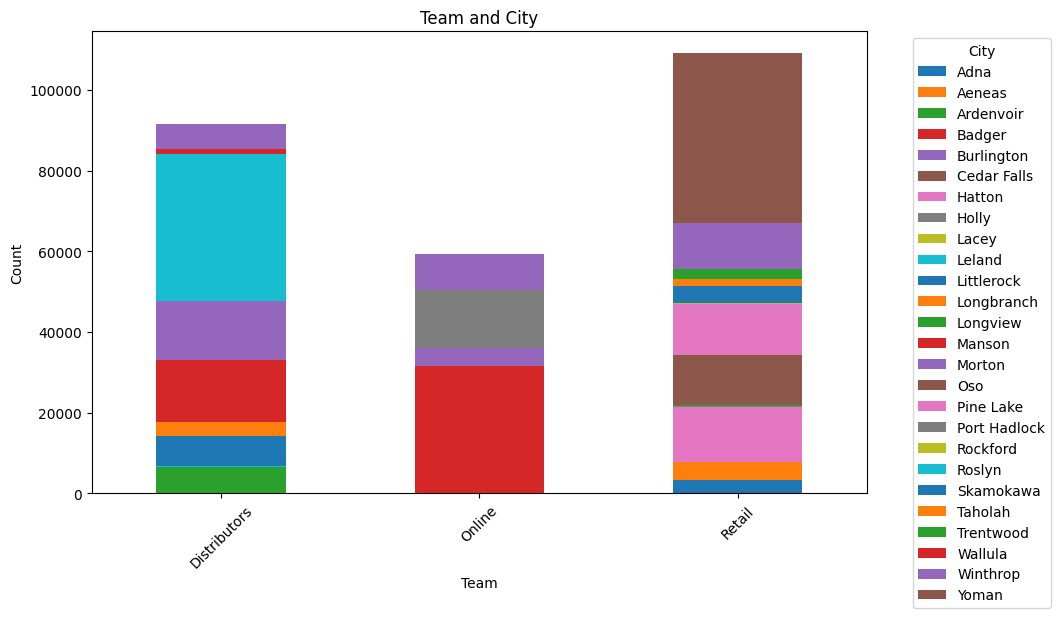 Team and City
Count
100000
80000
60000
40000
20000
0
Distributors
Online
Retail
Team
City
Adna
Aeneas
Ardenvoir
Badger
Burlington
Cedar Falls
Hatton
Holly
Lacey
Leland
Littlerock
Longbranch
Longview
Manson
Morton
Oso
Pine Lake
Port Hadlock
Rockford
Roslyn
Skamokawa
Taholah
Trentwood
Wallula
Winthrop
Yoman